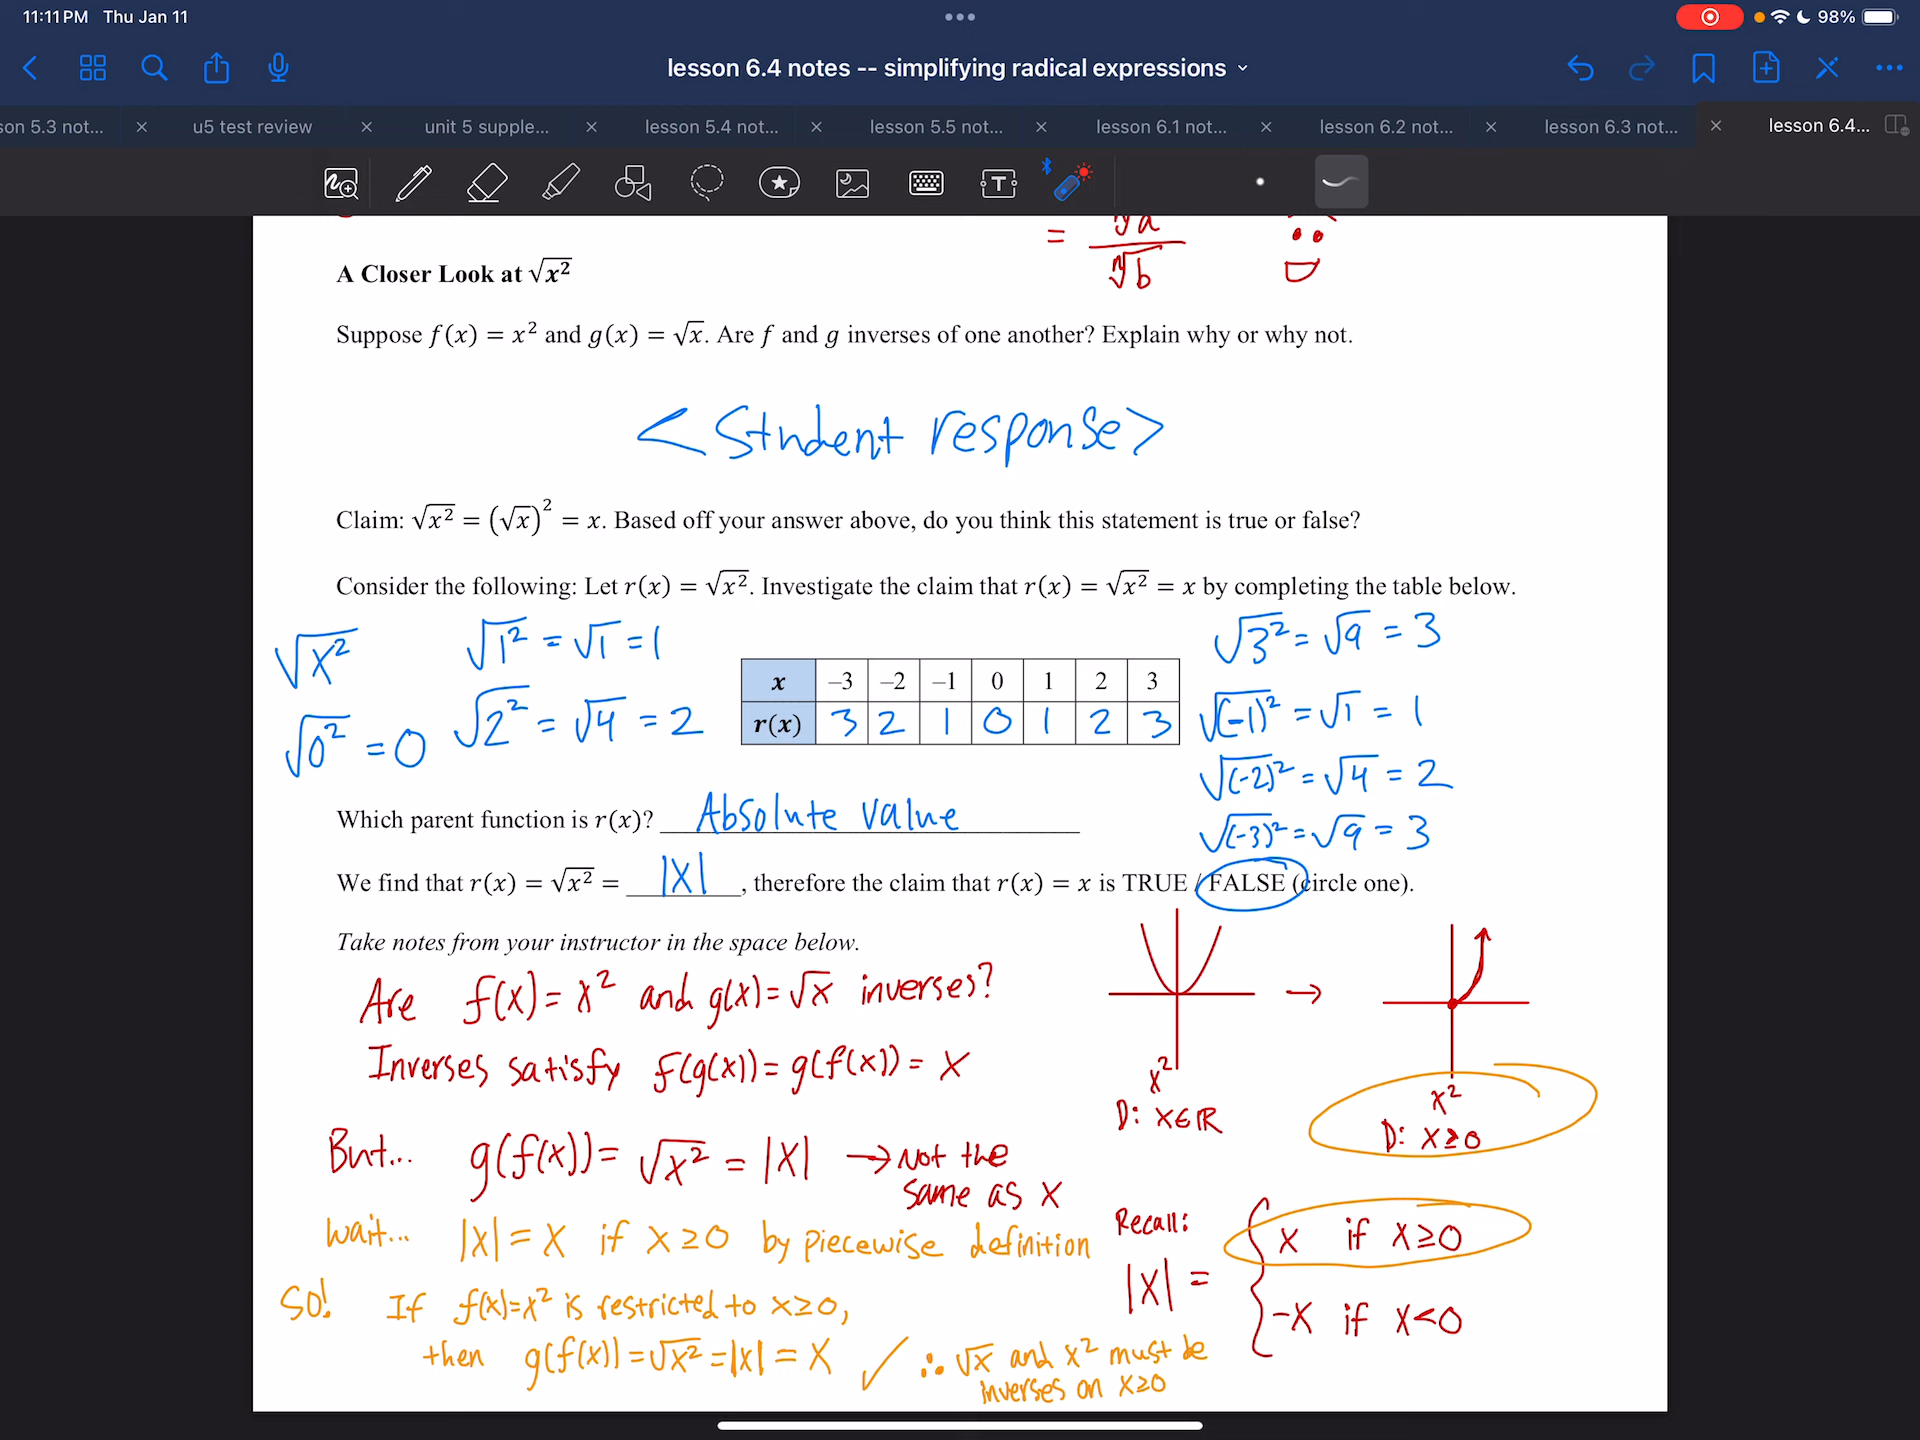 11:11 PM Thu Jan 11
98%
lesson 6.4 notes -- simplifying radical expressions
son 5.3 not... u5 test review unit 5 supple... lesson 5.4 not... lesson 5.5 not... lesson 6.1 not... lesson 6.2 not... lesson 6.3 not... lesson 6.4...
= ⁿ√a / ⁿ√b
A Closer Look at √x²
Suppose f(x) = x² and g(x) = √x. Are f and g inverses of one another? Explain why or why not.
<Student response>
Claim: √x² = (√x)² = x. Based off your answer above, do you think this statement is true or false?
Consider the following: Let r(x) = √x². Investigate the claim that r(x) = √x² = x by completing the table below.
√x²
√0² = 0
√1² = √1 = 1
√2² = √4 = 2
x –3 –2 –1 0 1 2 3
r(x) 3 2 1 0 1 2 3
√3² = √9 = 3
√(-1)² = √1 = 1
√(-2)² = √4 = 2
√(-3)² = √9 = 3
Which parent function is r(x)? Absolute value
We find that r(x) = √x² = |x|, therefore the claim that r(x) = x is TRUE / FALSE (circle one).
Take notes from your instructor in the space below.
Are f(x) = x² and g(x) = √x inverses?
Inverses satisfy f(g(x)) = g(f(x)) = x
x²
D: x∈ℝ
→
x²
D: x≥0
But... g(f(x)) = √x² = |x| → Not the
same as x
Wait... |x| = x if x≥0 by piecewise definition
Recall:
|x| = { x if x≥0
-x if x<0
So! If f(x)=x² is restricted to x≥0,
then g(f(x)) = √x² = |x| = x ✓
∴ √x and x² must be
inverses on x≥0